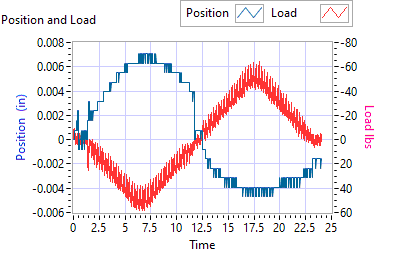 Position Load
Position and Load
0.008
0.006
0.004
0.002
0
-0.002
-0.004
-0.006
Position (in)
-80
-60
-40
-20
0
20
40
60
Load lbs
0 2.5 5 7.5 10 12.5 15 17.5 20 22.5 25
Time